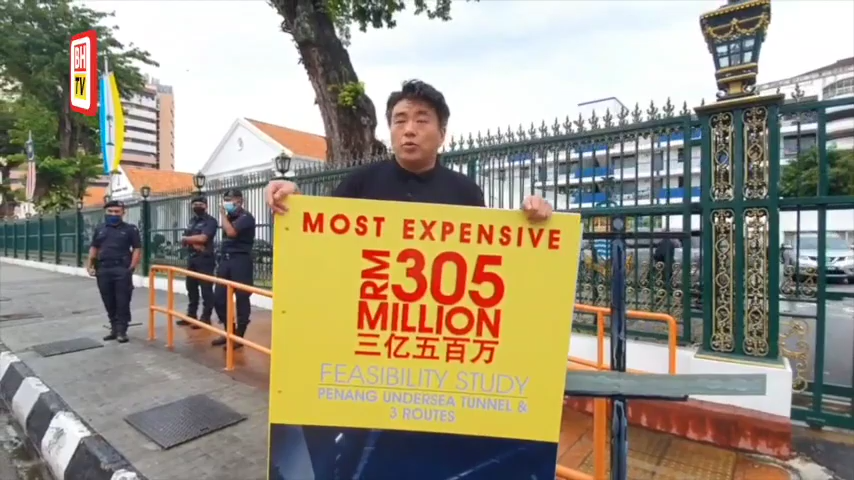 BH
TV
MOST EXPENSIVE
RM
305
MILLION
三亿五百万
FEASIBILITY STUDY
PENANG UNDERSEA TUNNEL &
3 ROUTES